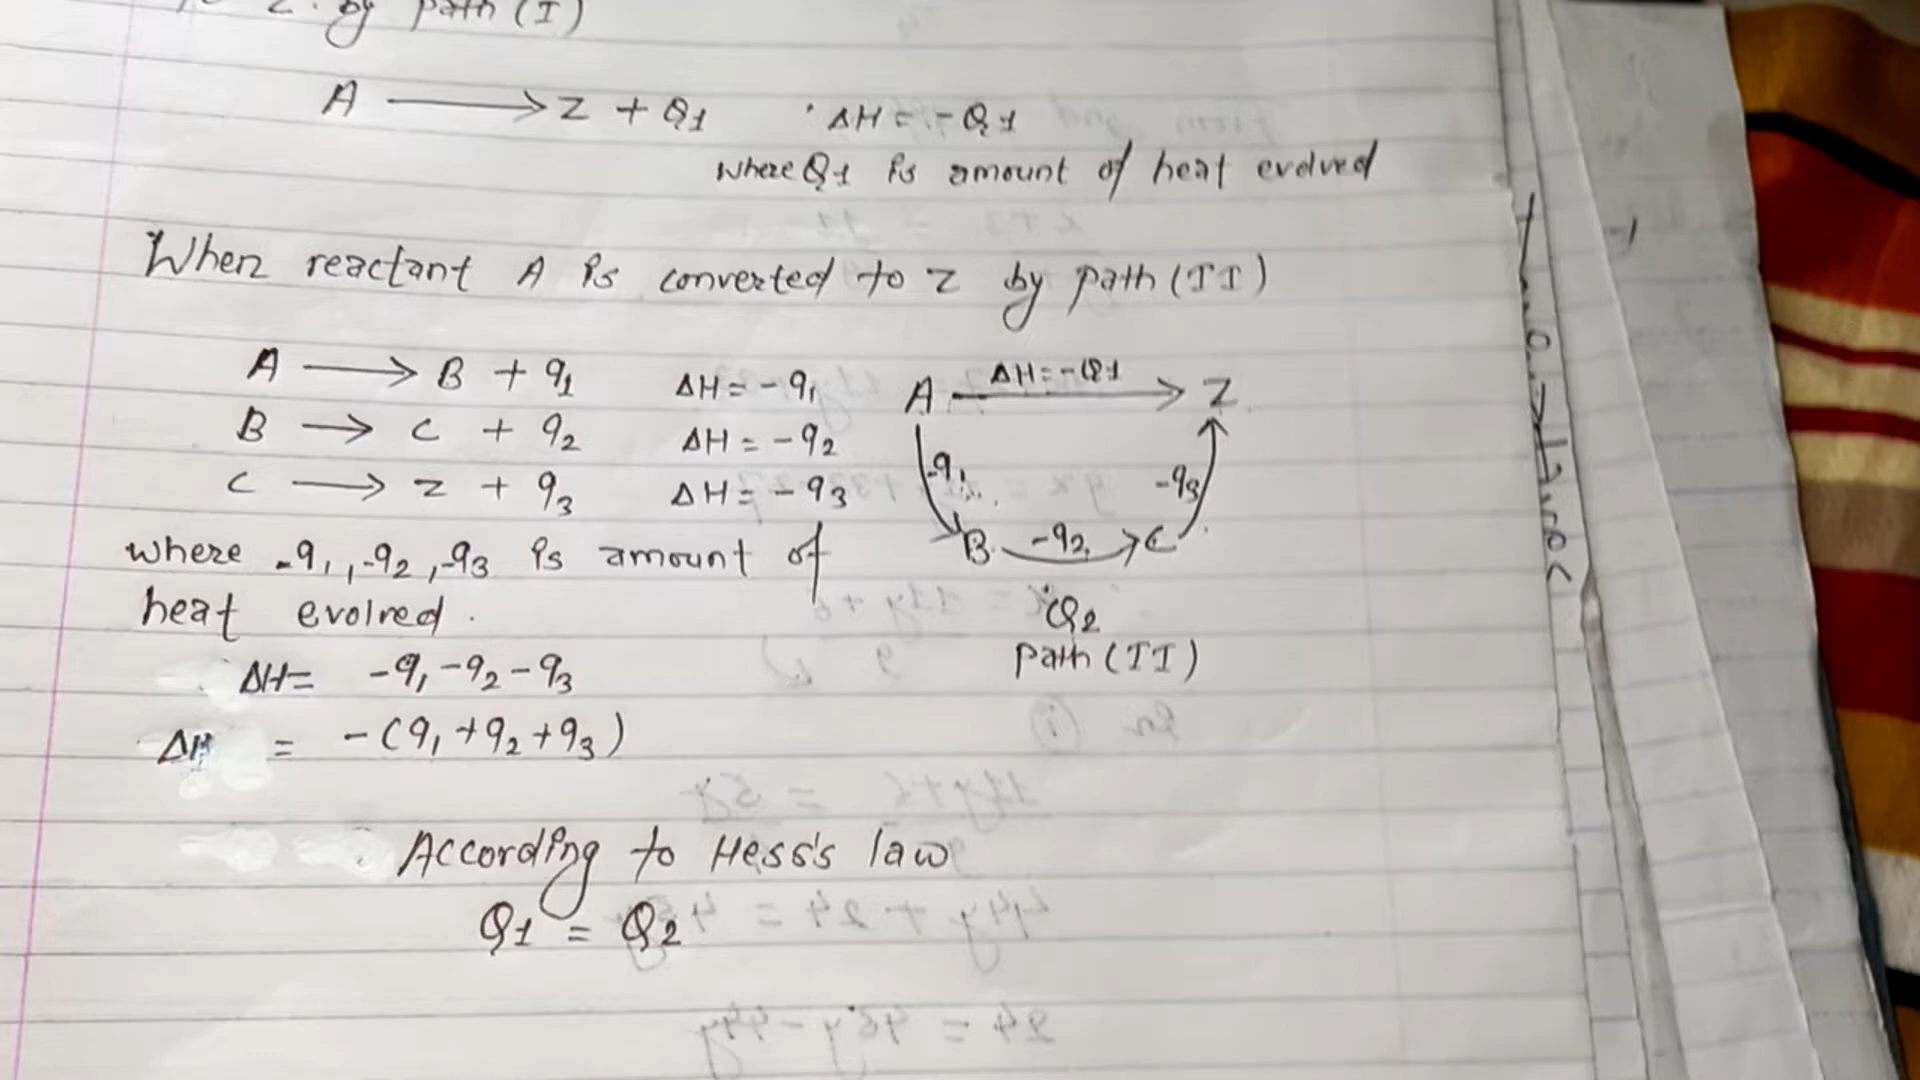 Z. by path (I)
A ⟶ Z + Q1 ΔH = -Q1
where Q1 is amount of heat evolved
When reactant A is converted to Z by path (II)
A ⟶ B + q1 ΔH = -q1
B ⟶ C + q2 ΔH = -q2
C ⟶ Z + q3 ΔH = -q3
A ΔH = -Q1 ⟶ Z
-q1 -q3
B -q2 ⟶ C
Q2
path (II)
where -q1, -q2, -q3 is amount of
heat evolved.
ΔH = -q1 -q2 -q3
ΔH = -(q1 + q2 + q3)
According to Hess's law
Q1 = Q2